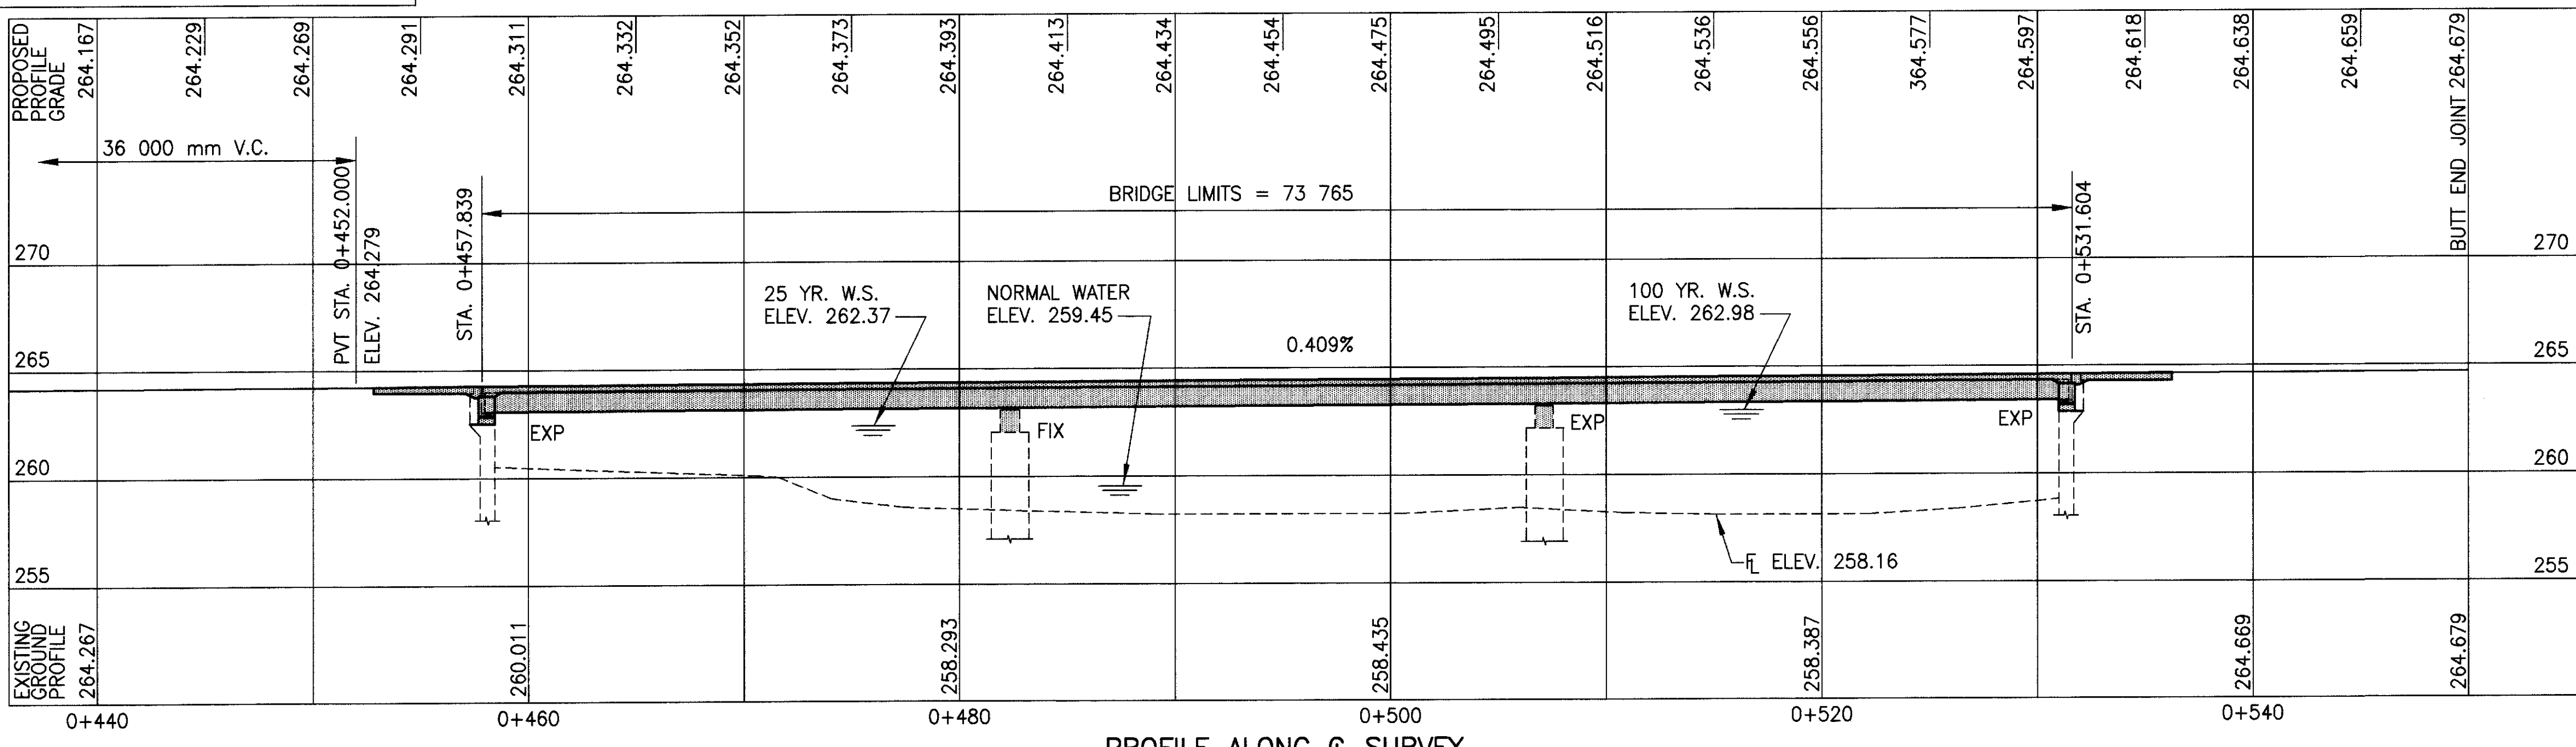 PROPOSED
PROFILE
GRADE
264.167
264.229
264.269
264.291
264.311
264.332
264.352
264.373
264.393
264.413
264.434
264.454
264.475
264.495
264.516
264.536
264.556
364.577
264.597
264.618
264.638
264.659
BUTT END JOINT 264.679
36 000 mm V.C.
PVT STA. 0+452.000
ELEV. 264.279
STA. 0+457.839
BRIDGE LIMITS = 73 765
STA. 0+531.604
270
270
25 YR. W.S.
ELEV. 262.37
NORMAL WATER
ELEV. 259.45
100 YR. W.S.
ELEV. 262.98
0.409%
265
265
EXP
FIX
EXP
EXP
260
260
FL ELEV. 258.16
255
255
EXISTING
GROUND
PROFILE
264.267
260.011
258.293
258.435
258.387
264.669
264.679
0+440
0+460
0+480
0+500
0+520
0+540
PROFILE ALONG ℄ SURVEY